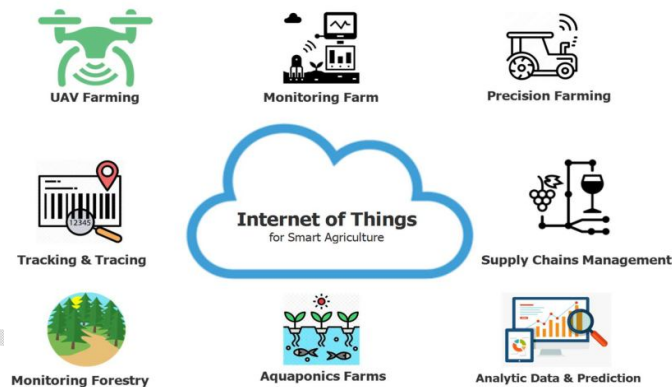 UAV Farming
Monitoring Farm
Precision Farming
Internet of Things
for Smart Agriculture
12345
Tracking & Tracing
Supply Chains Management
Monitoring Forestry
Aquaponics Farms
Analytic Data & Prediction